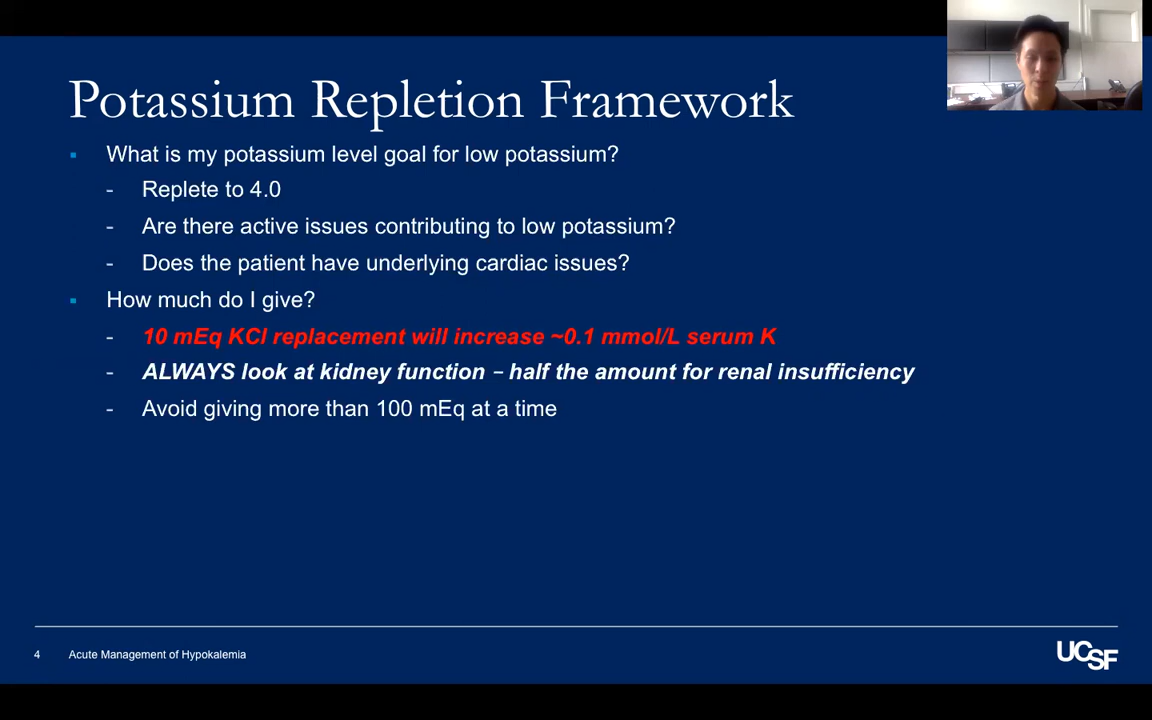 Potassium Repletion Framework
▪ What is my potassium level goal for low potassium?
- Replete to 4.0
- Are there active issues contributing to low potassium?
- Does the patient have underlying cardiac issues?
▪ How much do I give?
- 10 mEq KCl replacement will increase ~0.1 mmol/L serum K
- ALWAYS look at kidney function – half the amount for renal insufficiency
- Avoid giving more than 100 mEq at a time
4 Acute Management of Hypokalemia
UCSF